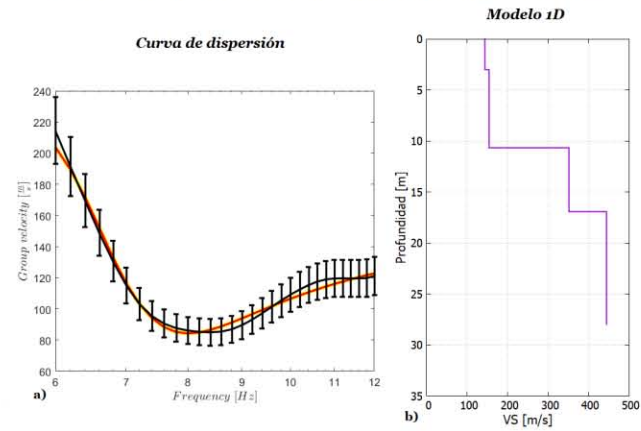 Curva de dispersión
240
220
200
180
160
140
120
100
80
60
Group velocity [m/s]
6 7 8 9 10 11 12
Frequency [Hz]
a)
Modelo 1D
0
5
10
15
20
25
30
35
Profundidad [m]
0 100 200 300 400 500
VS [m/s]
b)